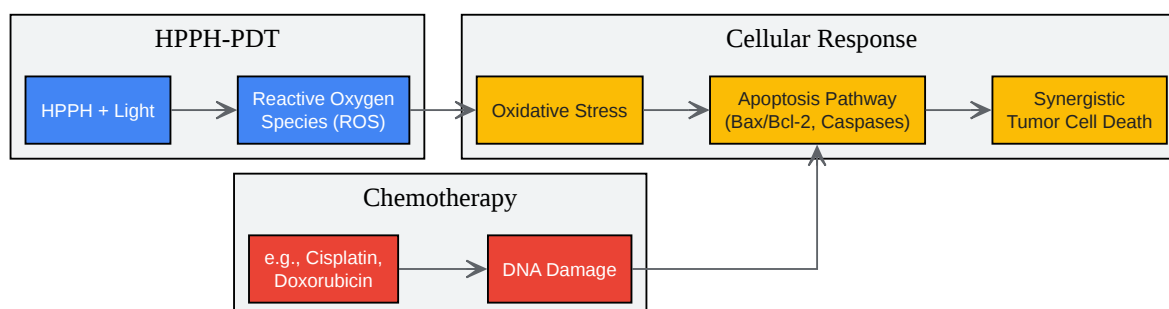 HPPH-PDT
HPPH + Light
Reactive Oxygen
Species (ROS)
Cellular Response
Oxidative Stress
Apoptosis Pathway
(Bax/Bcl-2, Caspases)
Synergistic
Tumor Cell Death
Chemotherapy
e.g., Cisplatin,
Doxorubicin
DNA Damage